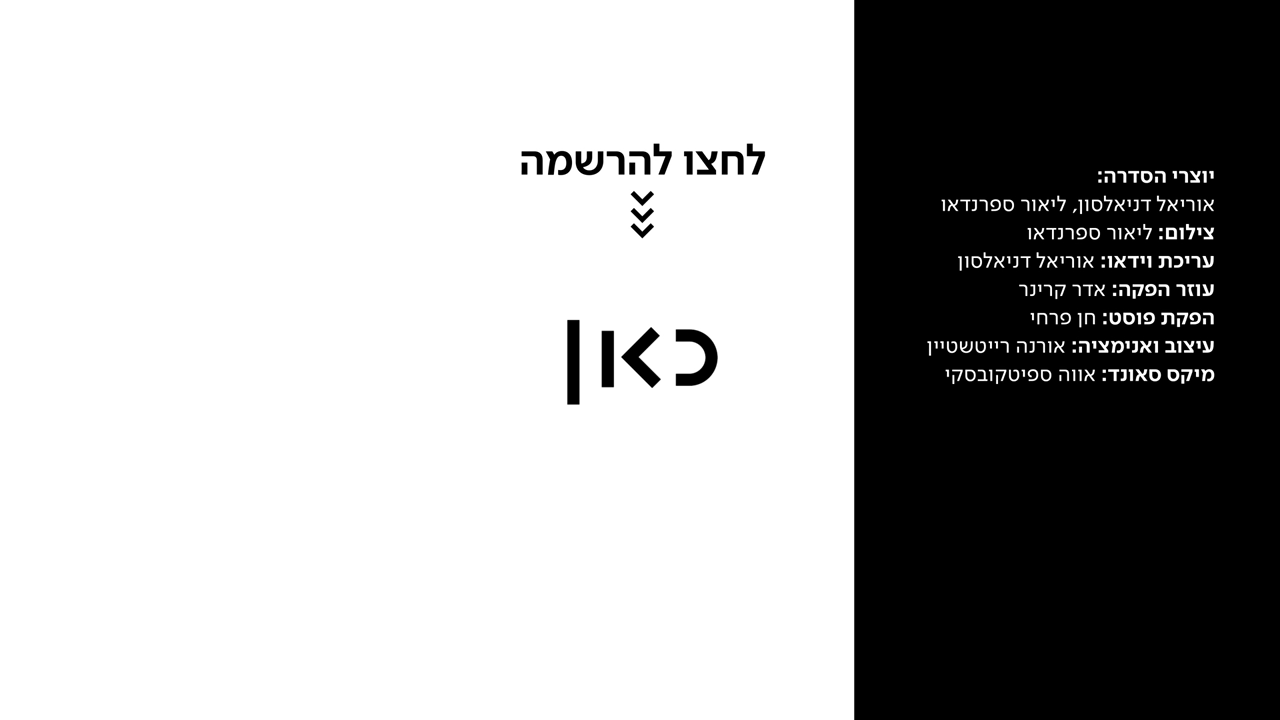 לחצו להרשמה
כאן
יוצרי הסדרה:
אוריאל דניאלסון, ליאור ספרנדאו
צילום: ליאור ספרנדאו
עריכת וידאו: אוריאל דניאלסון
עוזר הפקה: אדר קרינר
הפקת פוסט: חן פרחי
עיצוב ואנימציה: אורנה רייטשטיין
מיקס סאונד: אווה ספיטקובסקי